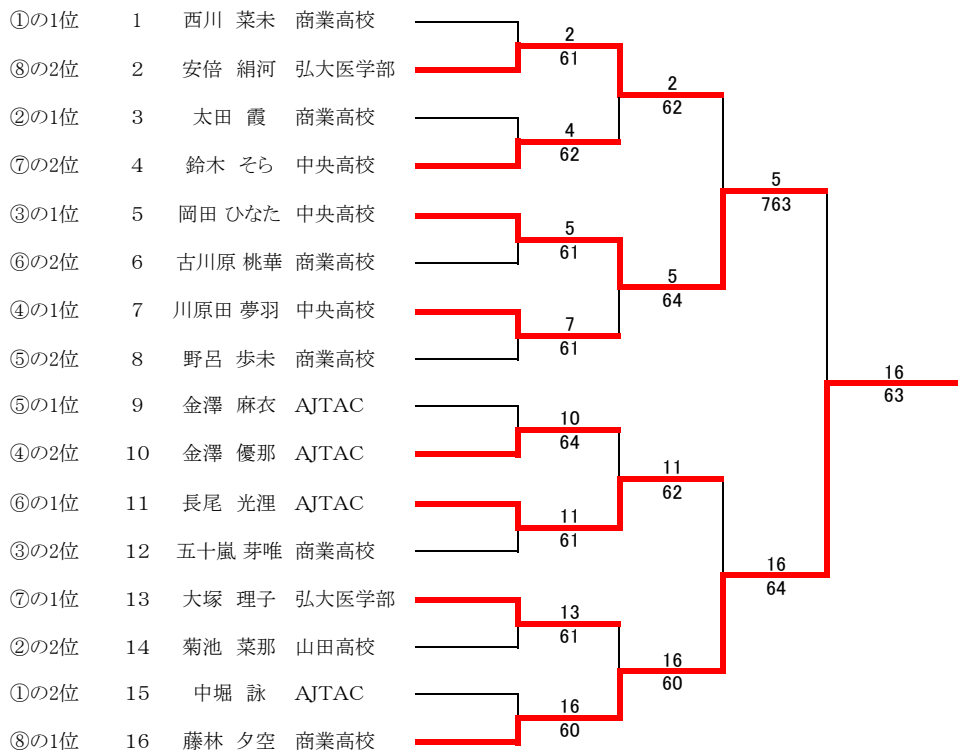 ①の1位 1 西川 菜未 商業高校
⑧の2位 2 安倍 絹河 弘大医学部
②の1位 3 太田 霞 商業高校
⑦の2位 4 鈴木 そら 中央高校
③の1位 5 岡田 ひなた 中央高校
⑥の2位 6 古川原 桃華 商業高校
④の1位 7 川原田 夢羽 中央高校
⑤の2位 8 野呂 歩未 商業高校
⑤の1位 9 金澤 麻衣 AJTAC
④の2位 10 金澤 優那 AJTAC
⑥の1位 11 長尾 光浬 AJTAC
③の2位 12 五十嵐 芽唯 商業高校
⑦の1位 13 大塚 理子 弘大医学部
②の2位 14 菊池 菜那 山田高校
①の2位 15 中堀 詠 AJTAC
⑧の1位 16 藤林 夕空 商業高校
2
61
4
62
5
61
7
61
10
64
11
61
13
61
16
60
2
62
5
64
11
62
16
60
5
763
16
64
16
63